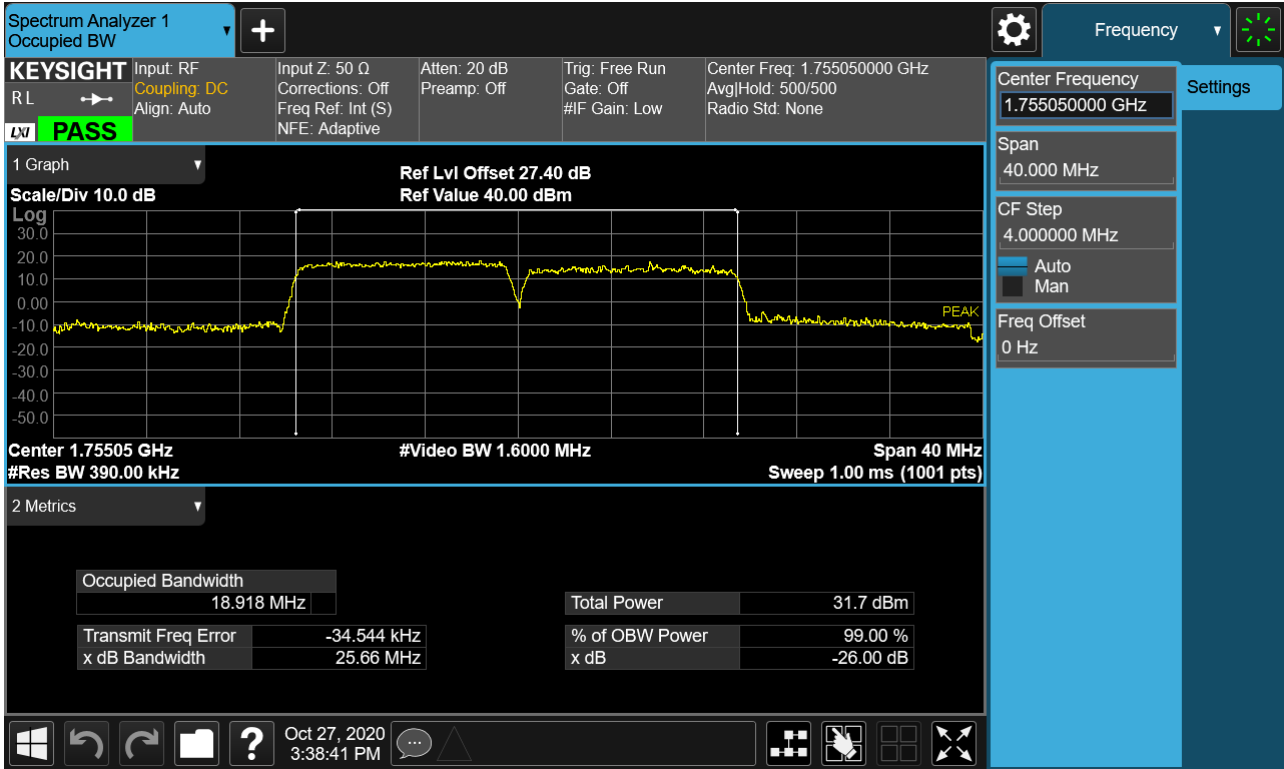 Spectrum Analyzer 1
Occupied BW
Frequency
KEYSIGHT
R L
LXI PASS
Input: RF
Coupling: DC
Align: Auto
Input Z: 50 Ω
Corrections: Off
Freq Ref: Int (S)
NFE: Adaptive
Atten: 20 dB
Preamp: Off
Trig: Free Run
Gate: Off
#IF Gain: Low
Center Freq: 1.755050000 GHz
Avg|Hold: 500/500
Radio Std: None
Center Frequency
1.755050000 GHz
Settings
Span
40.000 MHz
CF Step
4.000000 MHz
Auto
Man
Freq Offset
0 Hz
1 Graph
Scale/Div 10.0 dB
Ref Lvl Offset 27.40 dB
Ref Value 40.00 dBm
Log
30.0
20.0
10.0
0.00
-10.0
-20.0
-30.0
-40.0
-50.0
PEAK
Center 1.75505 GHz
#Video BW 1.6000 MHz
Span 40 MHz
#Res BW 390.00 kHz
Sweep 1.00 ms (1001 pts)
2 Metrics
Occupied Bandwidth
18.918 MHz
Total Power 31.7 dBm
Transmit Freq Error -34.544 kHz
% of OBW Power 99.00 %
x dB Bandwidth 25.66 MHz
x dB -26.00 dB
?
Oct 27, 2020
3:38:41 PM